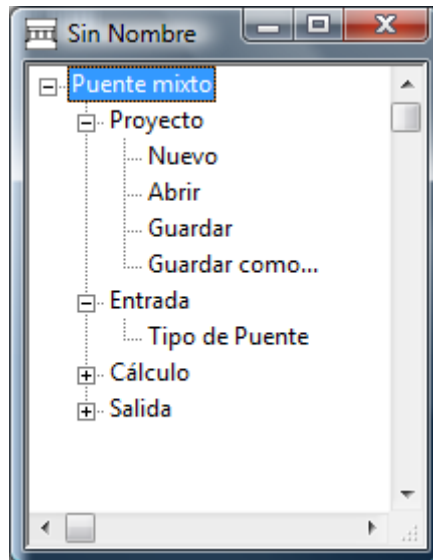 Sin Nombre
Puente mixto
Proyecto
Nuevo
Abrir
Guardar
Guardar como...
Entrada
Tipo de Puente
Cálculo
Salida